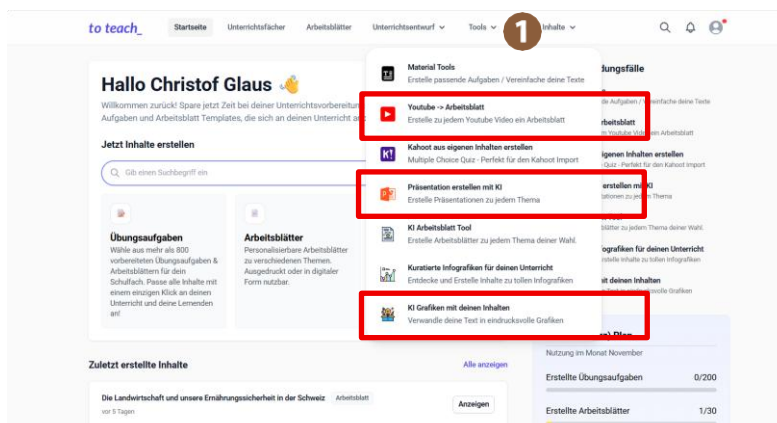 to teach_ Startseite Unterrichtsfächer Arbeitsblätter Unterrichtsentwurf Tools 1 Inhalte
Hallo Christof Glaus
Willkommen zurück! Spare jetzt Zeit bei deiner
Aufgaben und Arbeitsblatt Templates, die sich an deinen Unterricht
Jetzt Inhalte erstellen
Gib einen Suchbegriff ein
Übungsaufgaben
Wähle aus mehr als 800
vorbereiteten Übungsaufgaben &
Arbeitsblättern für dein
Schulfach. Passe alle Inhalte mit
einem einzigen Klick an deinen
Unterricht und deine Lernenden
an!
Arbeitsblätter
Personalisierbare Arbeitsblätter
zu verschiedenen Themen.
Ausgedruckt oder in digitaler
Form nutzbar.
Material Tools
Erstelle passende Aufgaben / Vereinfache deine Texte
Youtube -> Arbeitsblatt
Erstelle zu jedem Youtube Video ein Arbeitsblatt
Kahoot aus eigenen Inhalten erstellen
Multiple Choice Quiz - Perfekt für den Kahoot Import
Präsentation erstellen mit KI
Erstelle Präsentationen zu jedem Thema
KI Arbeitsblatt Tool
Erstelle Arbeitsblätter zu jedem Thema deiner Wahl.
Kuratierte Infografiken für deinen Unterricht
Entdecke und Erstelle Inhalte zu tollen Infografiken
KI Grafiken mit deinen Inhalten
Verwandle deine Text in eindrucksvolle Grafiken
Plan
Nutzung im Monat November
Erstellte Übungsaufgaben 0/200
Erstellte Arbeitsblätter 1/30
Zuletzt erstellte Inhalte Alle anzeigen
Die Landwirtschaft und unsere Ernährungssicherheit in der Schweiz Arbeitsblatt
vor 5 Tagen
Anzeigen